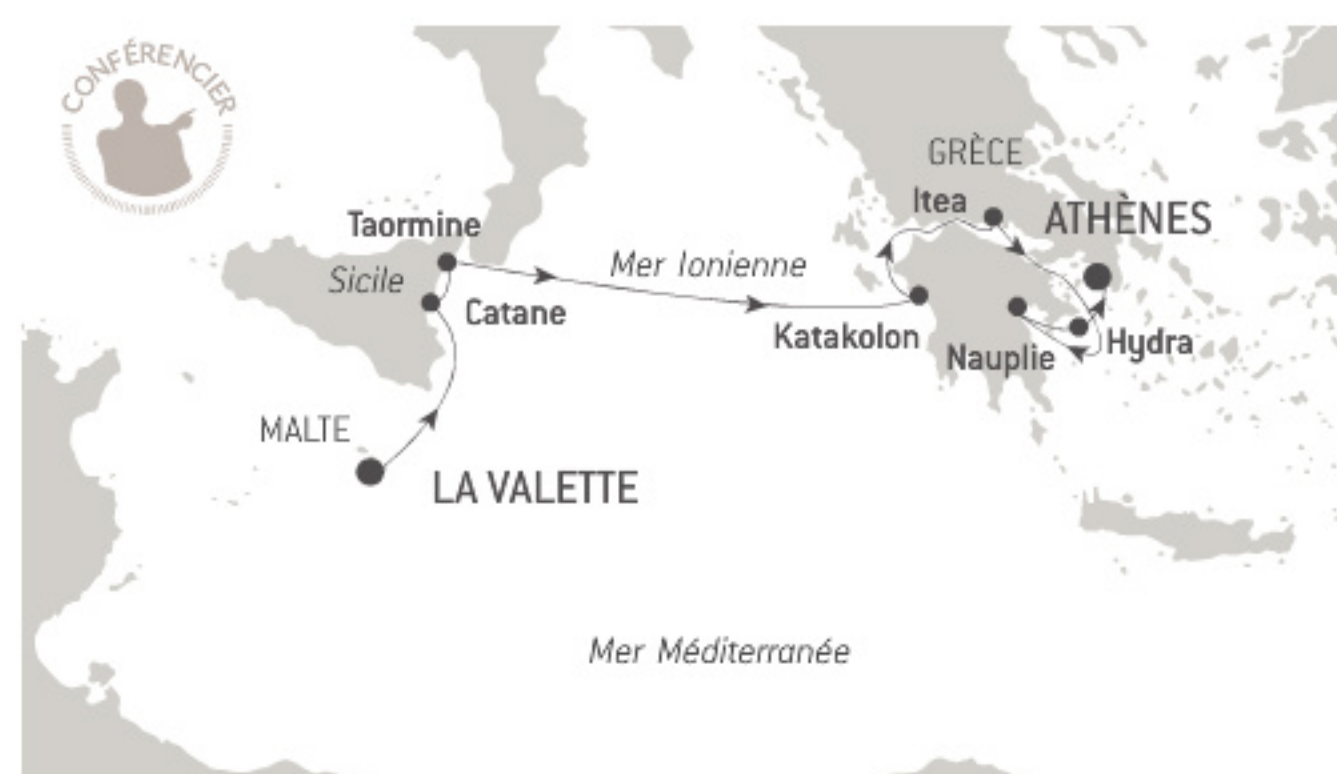 CONFÉRENCIER
GRÈCE
Itea
ATHÈNES
Taormine
Mer Ionienne
Sicile
Catane
Katakolon
Nauplie
Hydra
MALTE
LA VALETTE
Mer Méditerranée